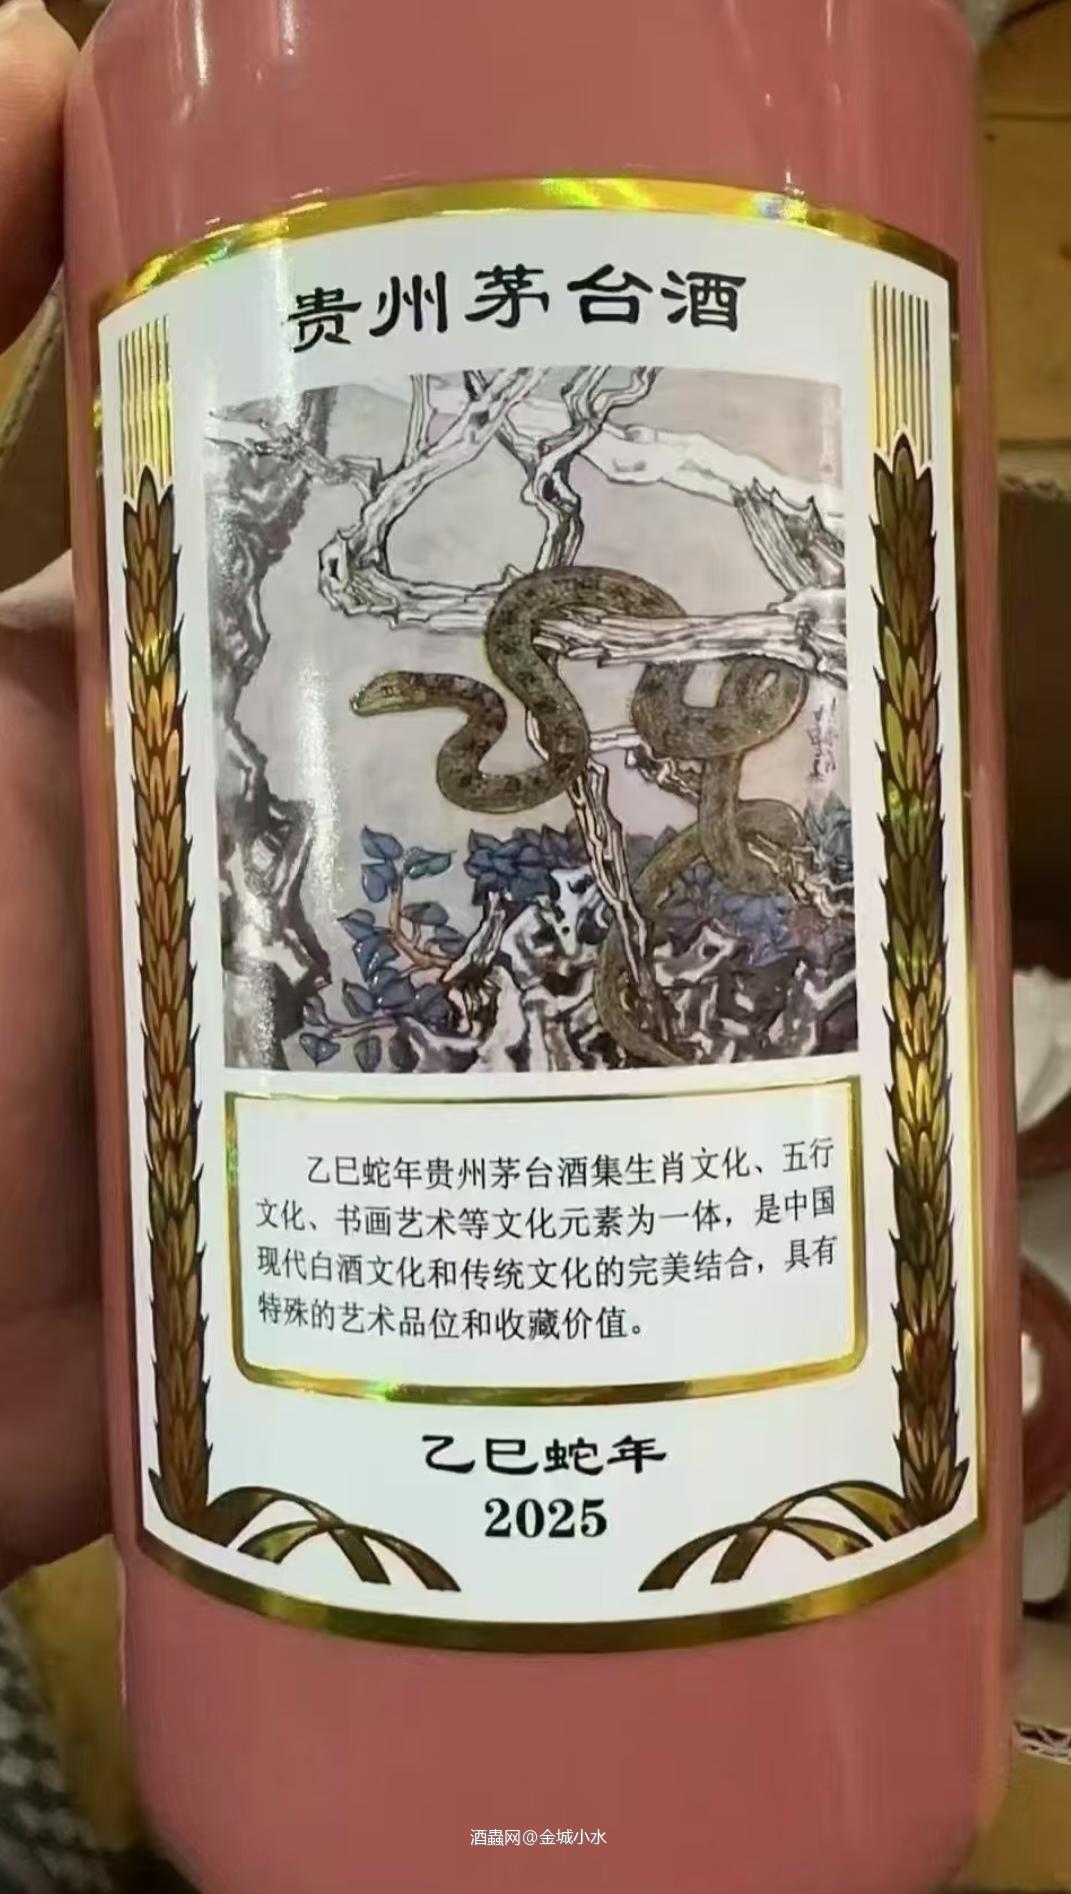 贵州茅台酒
乙巳蛇年贵州茅台酒集生肖文化、五行
文化、书画艺术等文化元素为一体，是中国
现代白酒文化和传统文化的完美结合，具有
特殊的艺术品位和收藏价值。
乙巳蛇年
2025
酒蟲网@金城小水